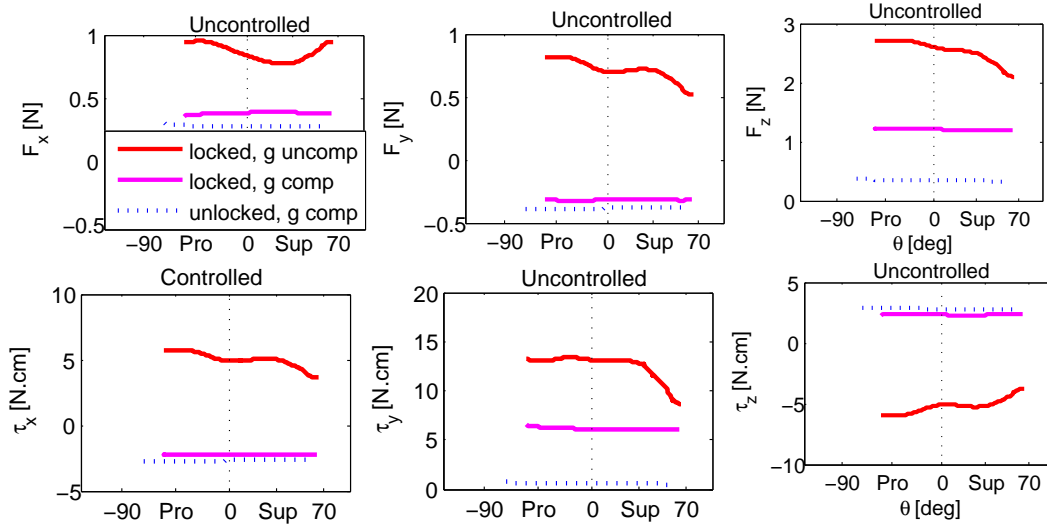 Uncontrolled
1
0.5
0
−0.5
F_x [N]
locked, g uncomp
locked, g comp
unlocked, g comp
−90 Pro 0 Sup 70
Uncontrolled
1
0.5
0
−0.5
F_y [N]
−90 Pro 0 Sup 70
Uncontrolled
3
2
1
0
F_z [N]
−90 Pro 0 Sup 70
θ [deg]
Controlled
10
5
0
−5
τ_x [N.cm]
−90 Pro 0 Sup 70
Uncontrolled
20
15
10
5
0
τ_y [N.cm]
−90 Pro 0 Sup 70
Uncontrolled
5
0
−5
−10
τ_z [N.cm]
−90 Pro 0 Sup 70
θ [deg]